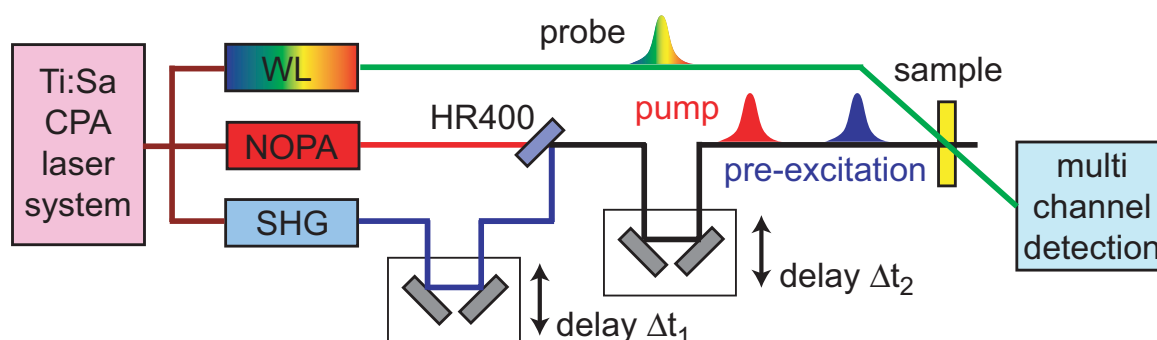 Ti:Sa
CPA
laser
system
WL
NOPA
SHG
HR400
probe
pump
pre-excitation
sample
delay Δt₁
delay Δt₂
multi
channel
detection